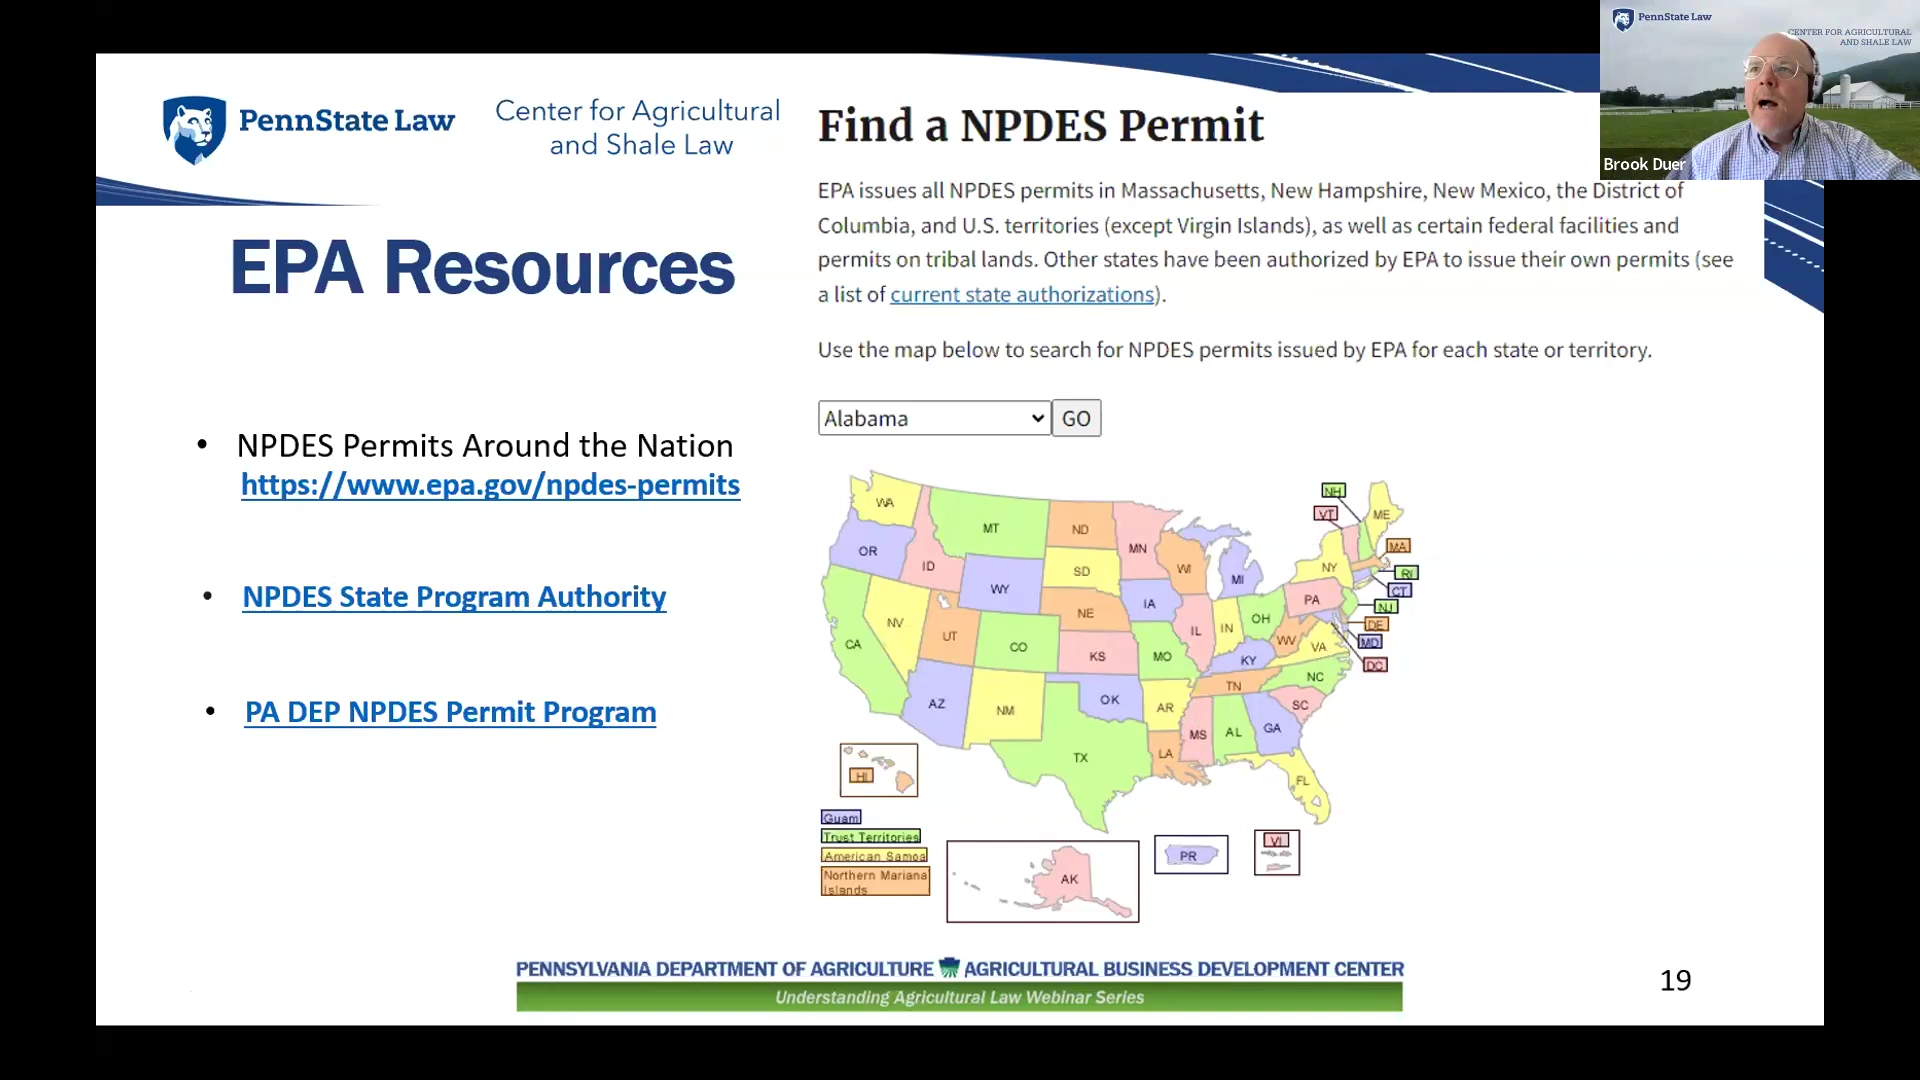 PennState Law
Center for Agricultural
and Shale Law
EPA Resources
• NPDES Permits Around the Nation
https://www.epa.gov/npdes-permits
• NPDES State Program Authority
• PA DEP NPDES Permit Program
Find a NPDES Permit
EPA issues all NPDES permits in Massachusetts, New Hampshire, New Mexico, the District of
Columbia, and U.S. territories (except Virgin Islands), as well as certain federal facilities and
permits on tribal lands. Other states have been authorized by EPA to issue their own permits (see
a list of current state authorizations).
Use the map below to search for NPDES permits issued by EPA for each state or territory.
Alabama GO
WA
OR
CA
ID
NV
MT
WY
UT
AZ
CO
NM
ND
SD
NE
KS
OK
TX
MN
IA
MO
AR
LA
WI
IL
MI
IN
OH
KY
TN
MS
AL
GA
FL
SC
NC
VA
WV
PA
NY
ME
NH
VT
MA
RI
CT
NJ
DE
MD
DC
HI
Guam
Trust Territories
American Samoa
Northern Mariana
Islands
AK
PR
VI
PENNSYLVANIA DEPARTMENT OF AGRICULTURE AGRICULTURAL BUSINESS DEVELOPMENT CENTER
Understanding Agricultural Law Webinar Series
19
PennState Law
CENTER FOR AGRICULTURAL
AND SHALE LAW
Brook Duer